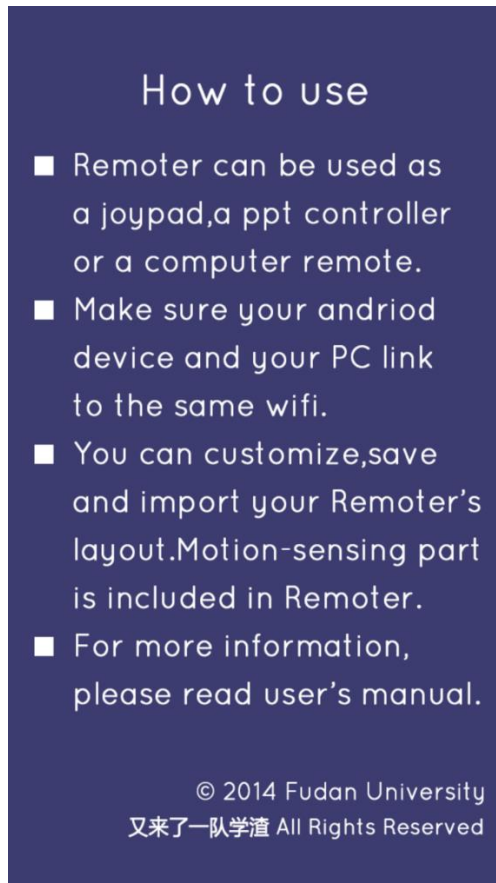 How to use
■ Remoter can be used as
a joypad,a ppt controller
or a computer remote.
■ Make sure your andriod
device and your PC link
to the same wifi.
■ You can customize,save
and import your Remoter's
layout.Motion-sensing part
is included in Remoter.
■ For more information,
please read user's manual.
© 2014 Fudan University
又来了一队学渣 All Rights Reserved